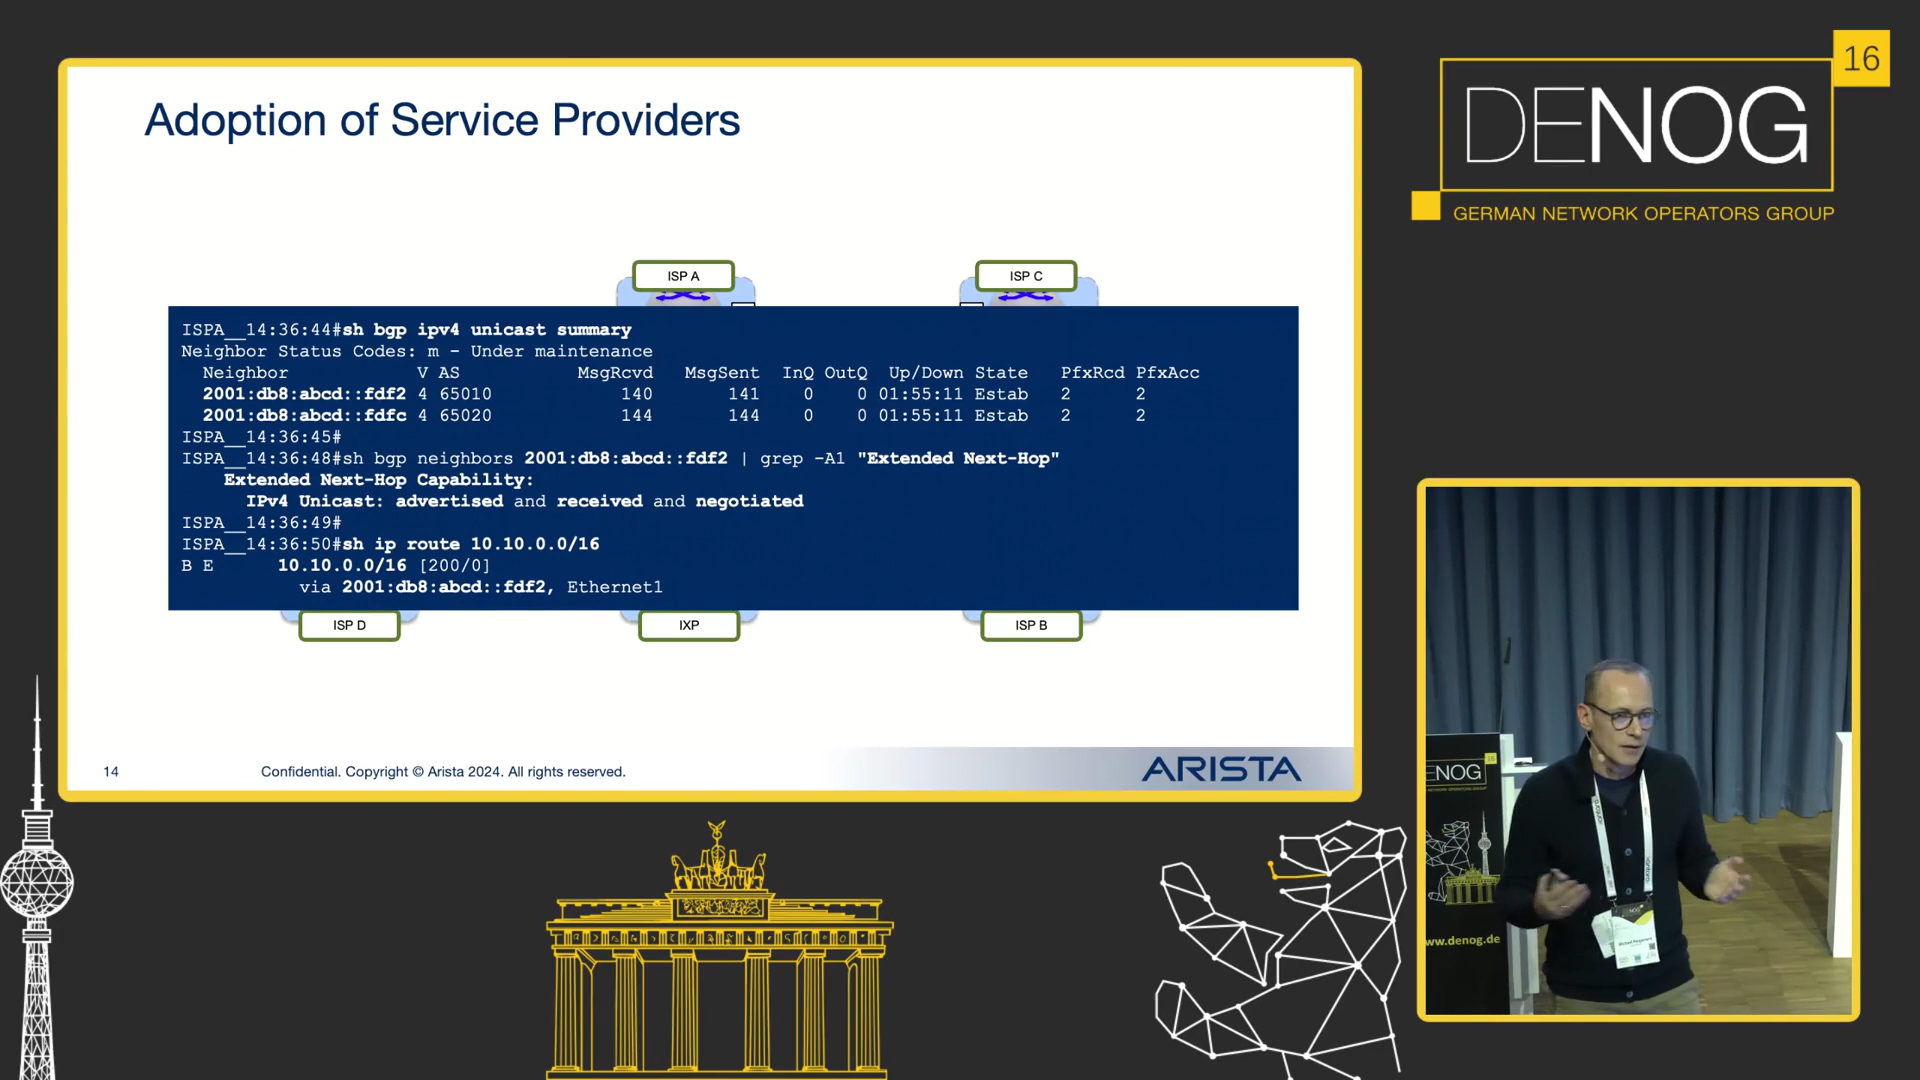 16
DENOG
GERMAN NETWORK OPERATORS GROUP
Adoption of Service Providers
ISP A
ISP C
ISPA__14:36:44#sh bgp ipv4 unicast summary
Neighbor Status Codes: m - Under maintenance
Neighbor V AS MsgRcvd MsgSent InQ OutQ Up/Down State PfxRcd PfxAcc
2001:db8:abcd::fdf2 4 65010 140 141 0 0 01:55:11 Estab 2 2
2001:db8:abcd::fdfc 4 65020 144 144 0 0 01:55:11 Estab 2 2
ISPA__14:36:45#
ISPA__14:36:48#sh bgp neighbors 2001:db8:abcd::fdf2 | grep -A1 "Extended Next-Hop"
Extended Next-Hop Capability:
IPv4 Unicast: advertised and received and negotiated
ISPA__14:36:49#
ISPA__14:36:50#sh ip route 10.10.0.0/16
B E 10.10.0.0/16 [200/0]
via 2001:db8:abcd::fdf2, Ethernet1
ISP D
IXP
ISP B
14
Confidential. Copyright © Arista 2024. All rights reserved.
ARISTA
ENOG
www.denog.de